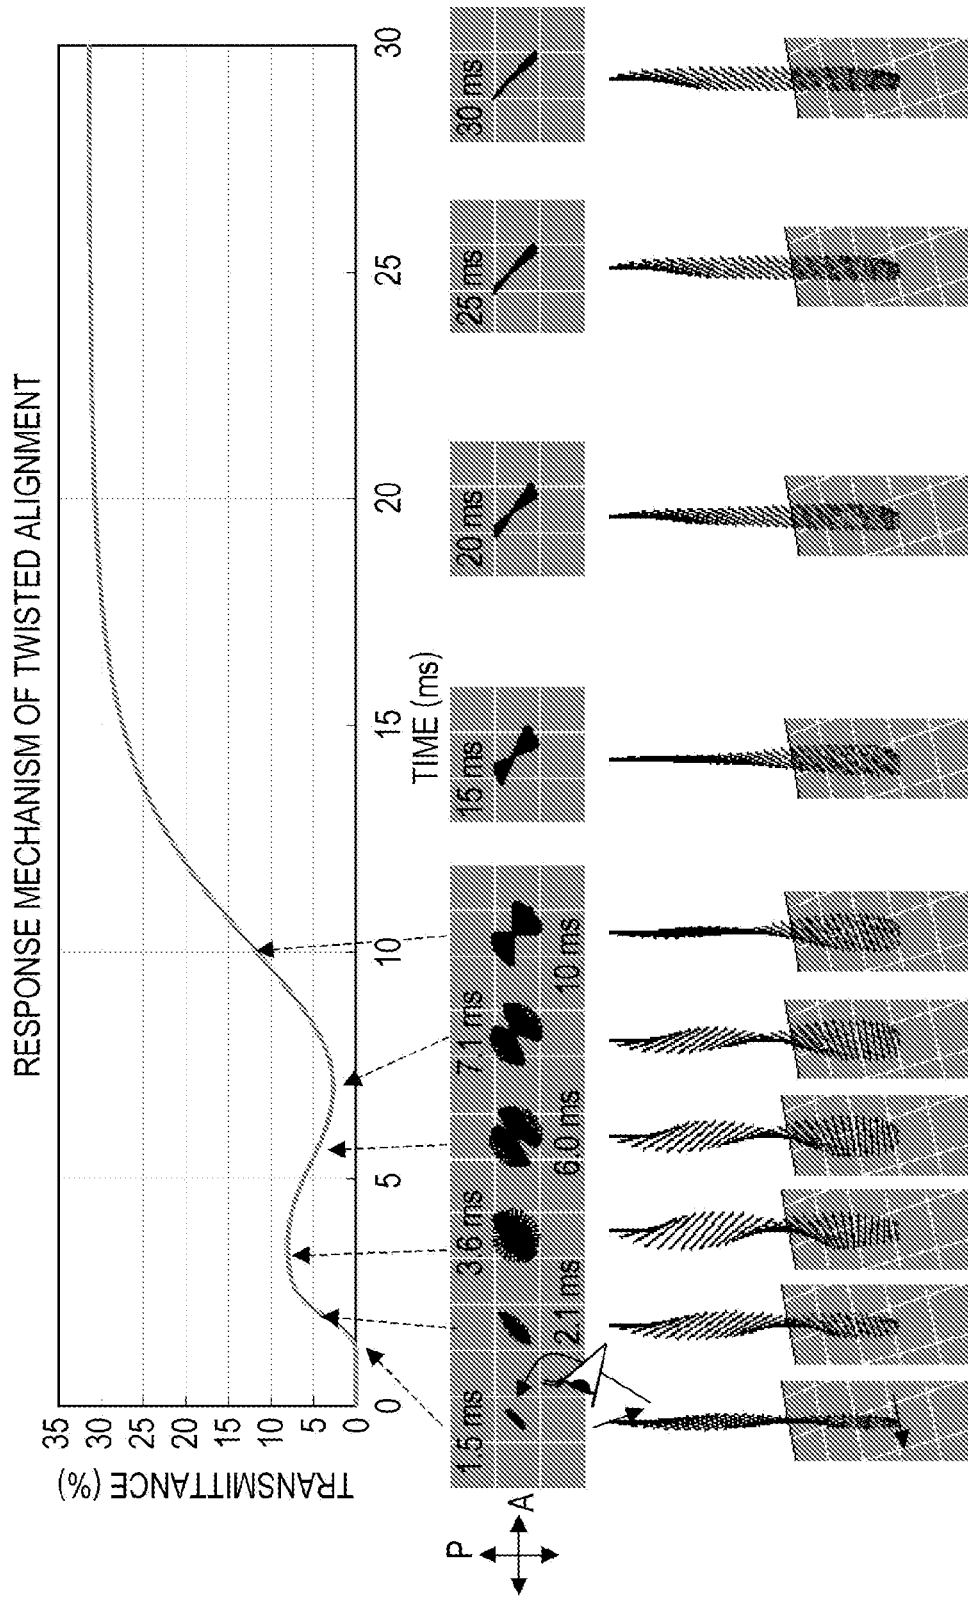 RESPONSE MECHANISM OF TWISTED ALIGNMENT
TRANSMITTANCE (%)
35
30
25
20
15
10
5
0
0
5
10
15
20
25
30
TIME (ms)
P
A
1.5 ms
2.1 ms
3.6 ms
6.0 ms
7.1 ms
10 ms
15 ms
20 ms
25 ms
30 ms